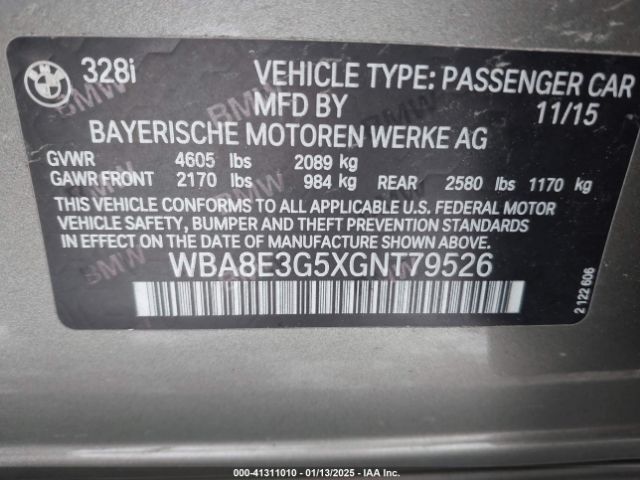 328i VEHICLE TYPE: PASSENGER CAR
MFD BY 11/15
BAYERISCHE MOTOREN WERKE AG
GVWR 4605 lbs 2089 kg
GAWR FRONT 2170 lbs 984 kg REAR 2580 lbs 1170 kg
THIS VEHICLE CONFORMS TO ALL APPLICABLE U.S. FEDERAL MOTOR
VEHICLE SAFETY, BUMPER AND THEFT PREVENTION STANDARDS
IN EFFECT ON THE DATE OF MANUFACTURE SHOWN ABOVE.
WBA8E3G5XGNT79526
2 122 606
000-41311010 - 01/13/2025 - IAA, Inc.